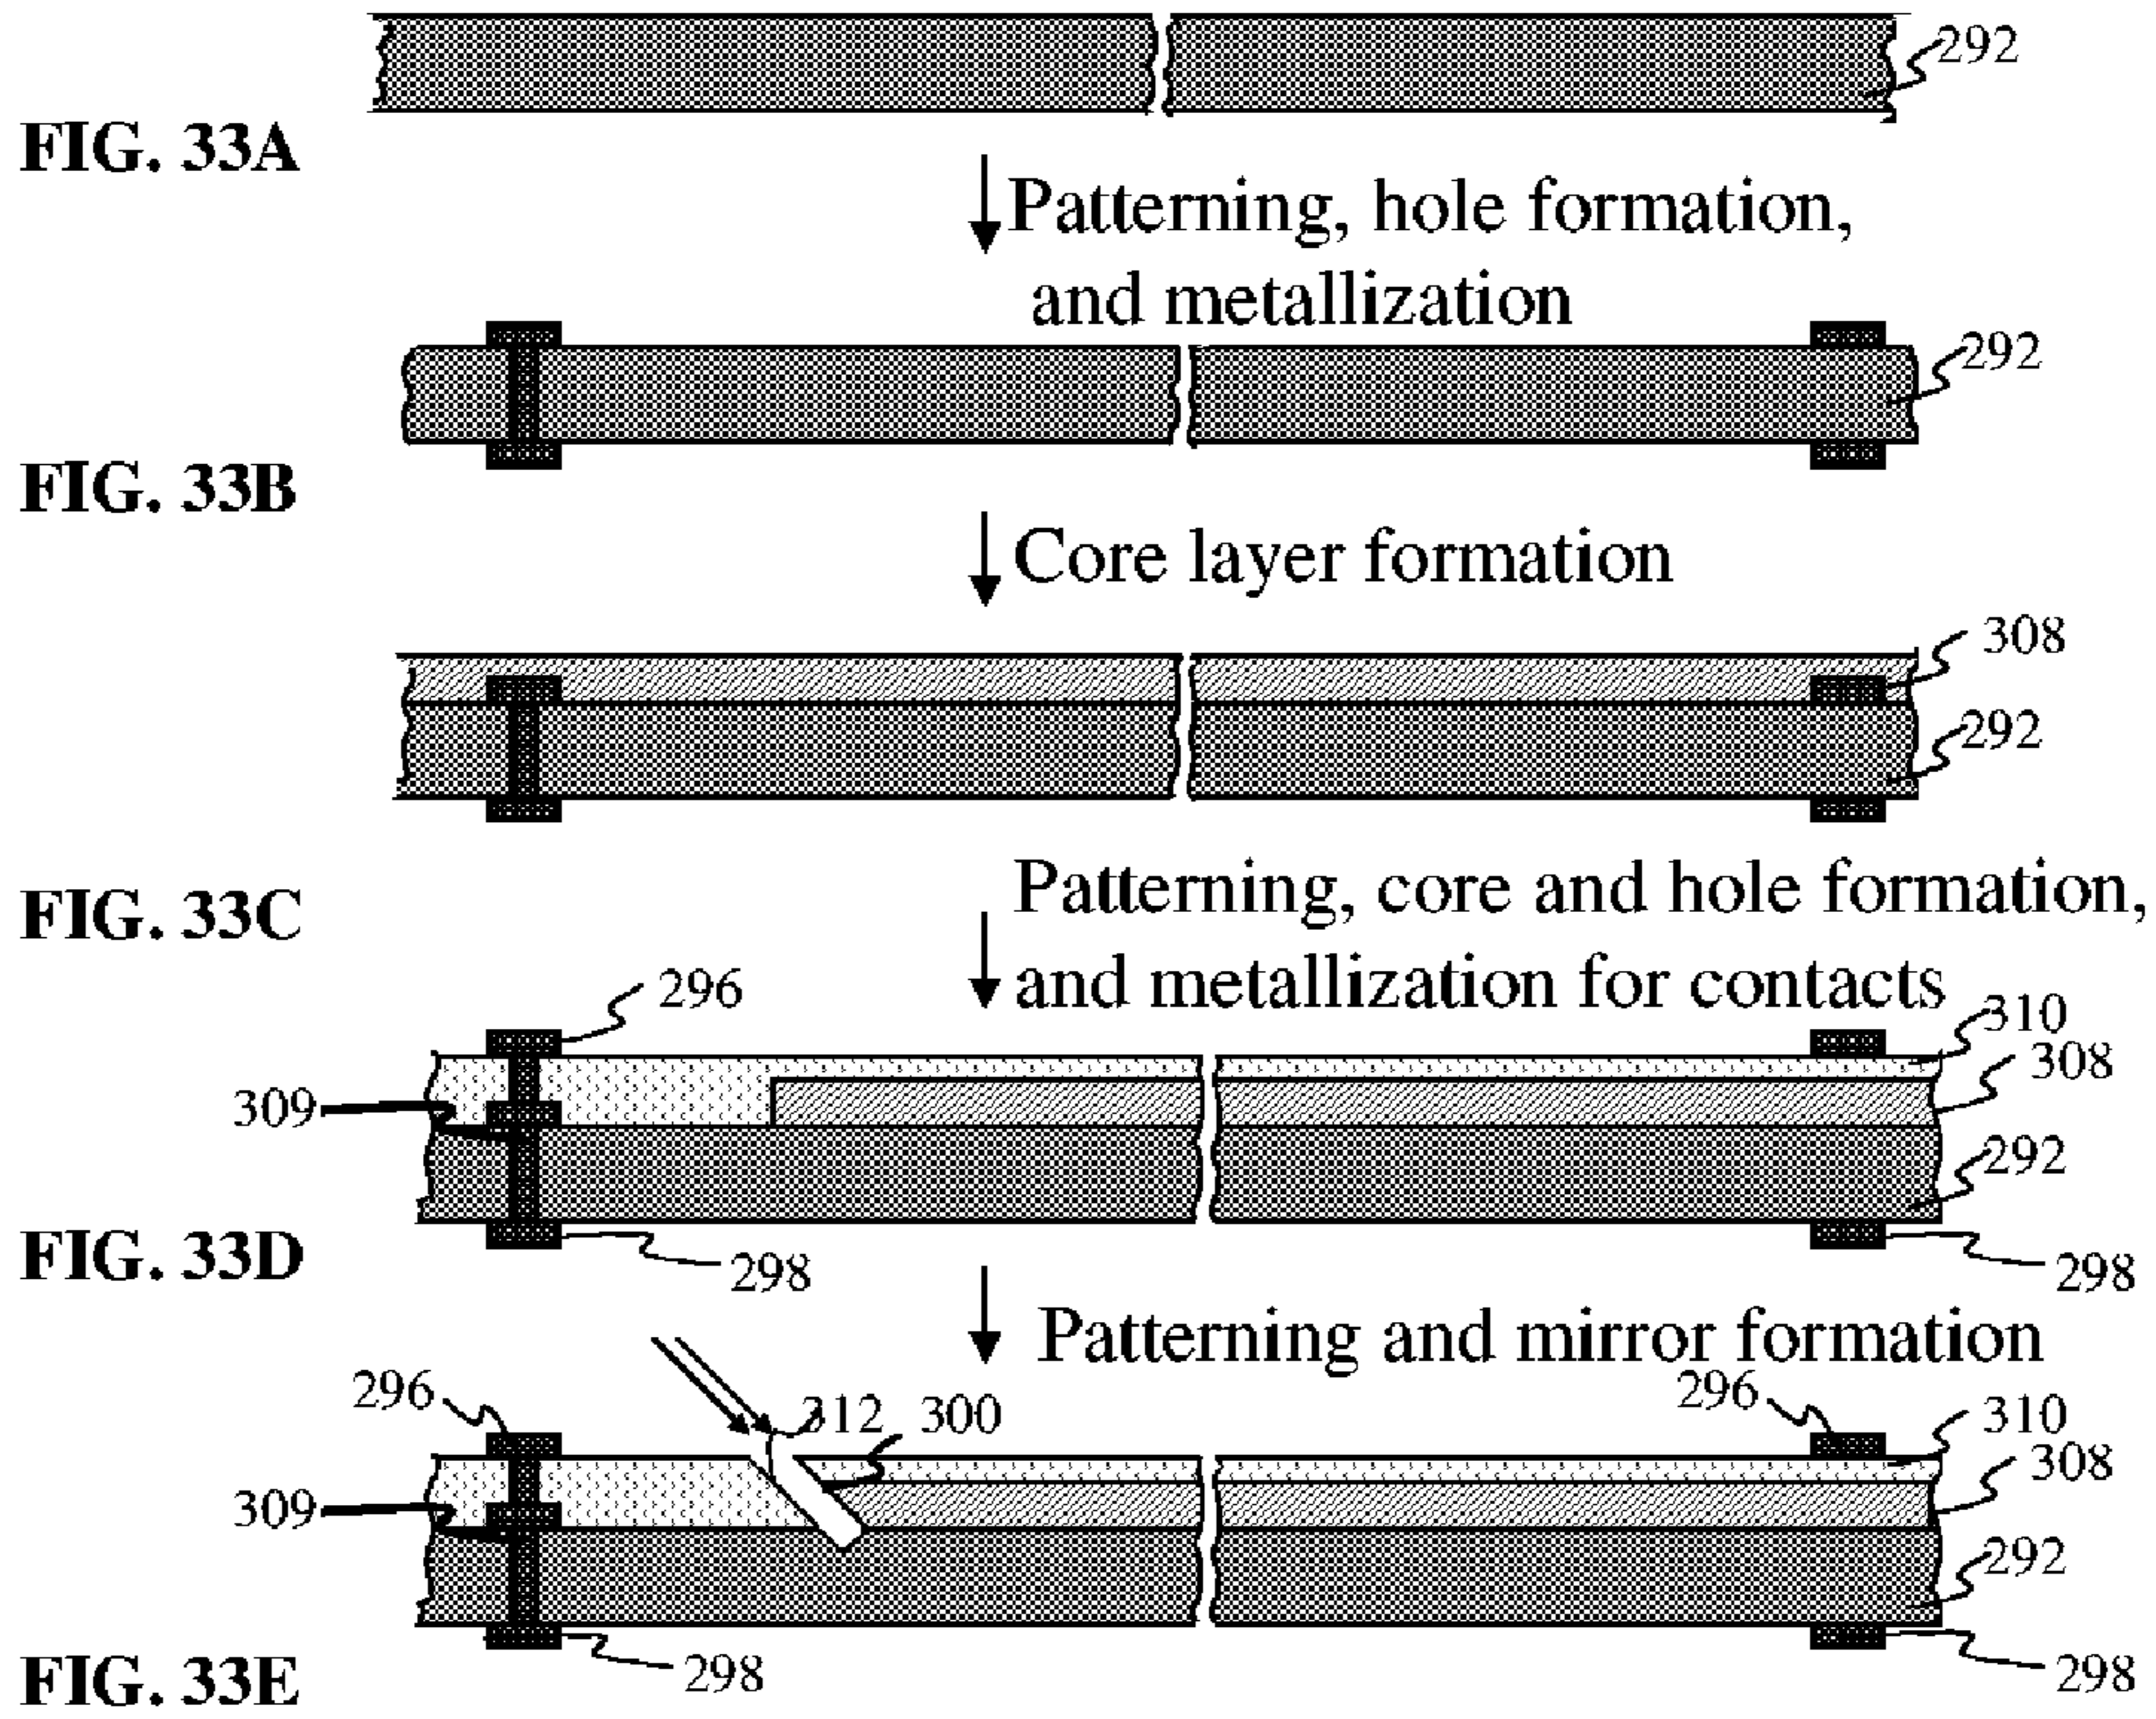 292
FIG. 33A
Patterning, hole formation,
and metallization
292
FIG. 33B
Core layer formation
308
292
FIG. 33C
Patterning, core and hole formation,
and metallization for contacts
296
310
308
309
292
FIG. 33D
298
298
Patterning and mirror formation
296
312
300
296
310
308
309
292
FIG. 33E
298
298